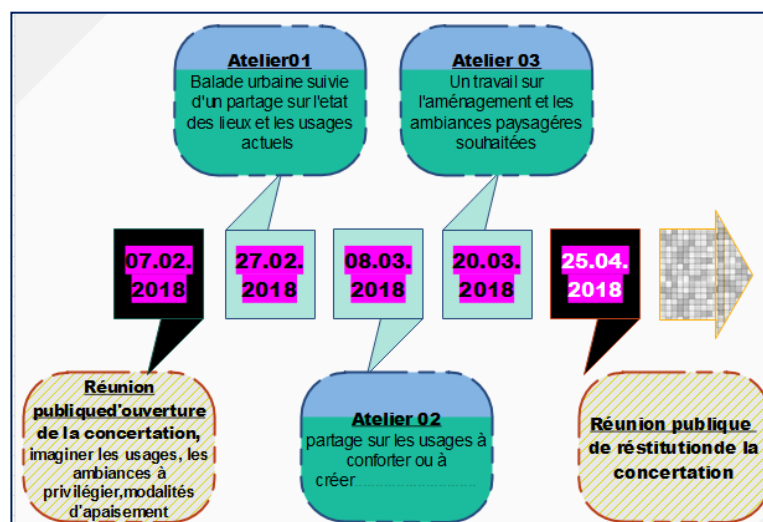 Atelier01
Balade urbaine suivie
d'un partage sur l'etat
des lieux et les usages
actuels
Atelier 03
Un travail sur
l'aménagement et les
ambiances paysagéres
souhaitées
07.02.
2018
27.02.
2018
08.03.
2018
20.03.
2018
25.04.
2018
Réunion
publiqued'ouverture
de la concertation,
imaginer les usages, les
ambiances à
privilégier,modalités
d'apaisement
Atelier 02
partage sur les usages à
conforter ou à
créer..............................
Réunion publique
de réstitutionde la
concertation